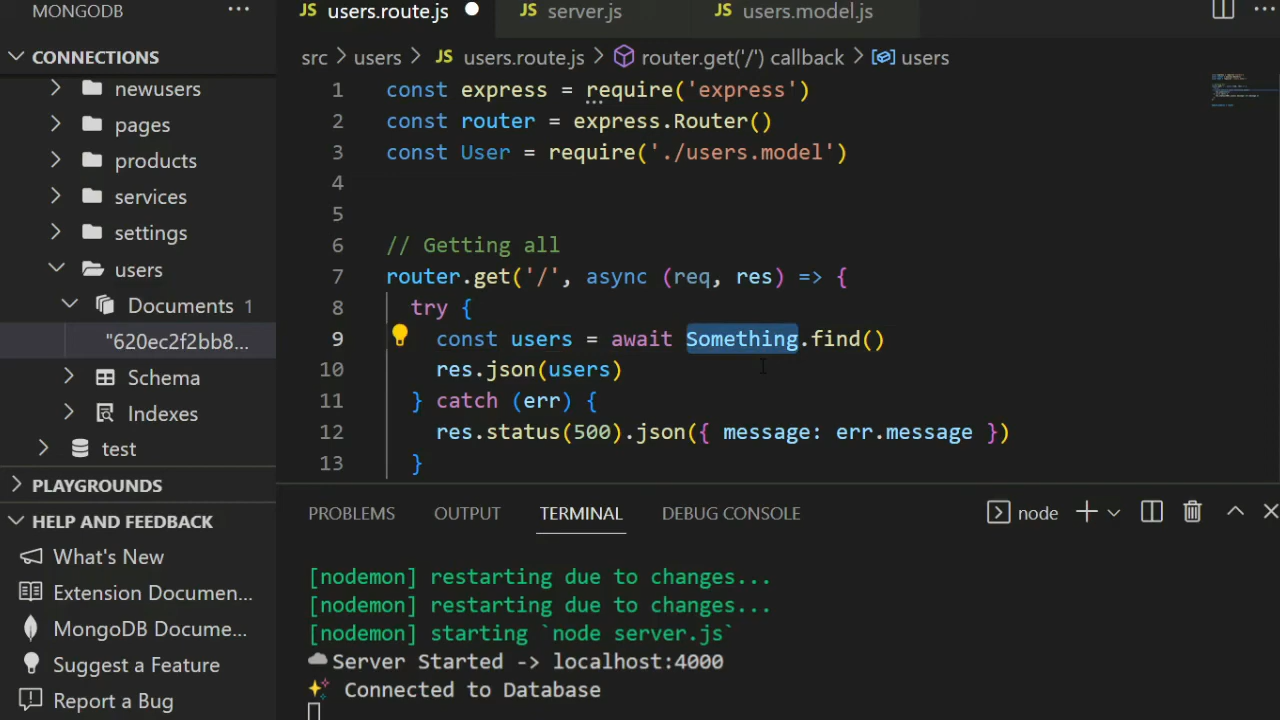 MONGODB
CONNECTIONS
newusers
pages
products
services
settings
users
Documents 1
"620ec2f2bb8...
Schema
Indexes
test
PLAYGROUNDS
HELP AND FEEDBACK
What's New
Extension Documen...
MongoDB Docume...
Suggest a Feature
Report a Bug
JS users.route.js
JS server.js
JS users.model.js
src > users > JS users.route.js > router.get('/') callback > users
1 const express = require('express')
2 const router = express.Router()
3 const User = require('./users.model')
4
5
6 // Getting all
7 router.get('/', async (req, res) => {
8 try {
9 const users = await Something.find()
10 res.json(users)
11 } catch (err) {
12 res.status(500).json({ message: err.message })
13 }
PROBLEMS OUTPUT TERMINAL DEBUG CONSOLE node
[nodemon] restarting due to changes...
[nodemon] restarting due to changes...
[nodemon] starting `node server.js`
Server Started -> localhost:4000
Connected to Database